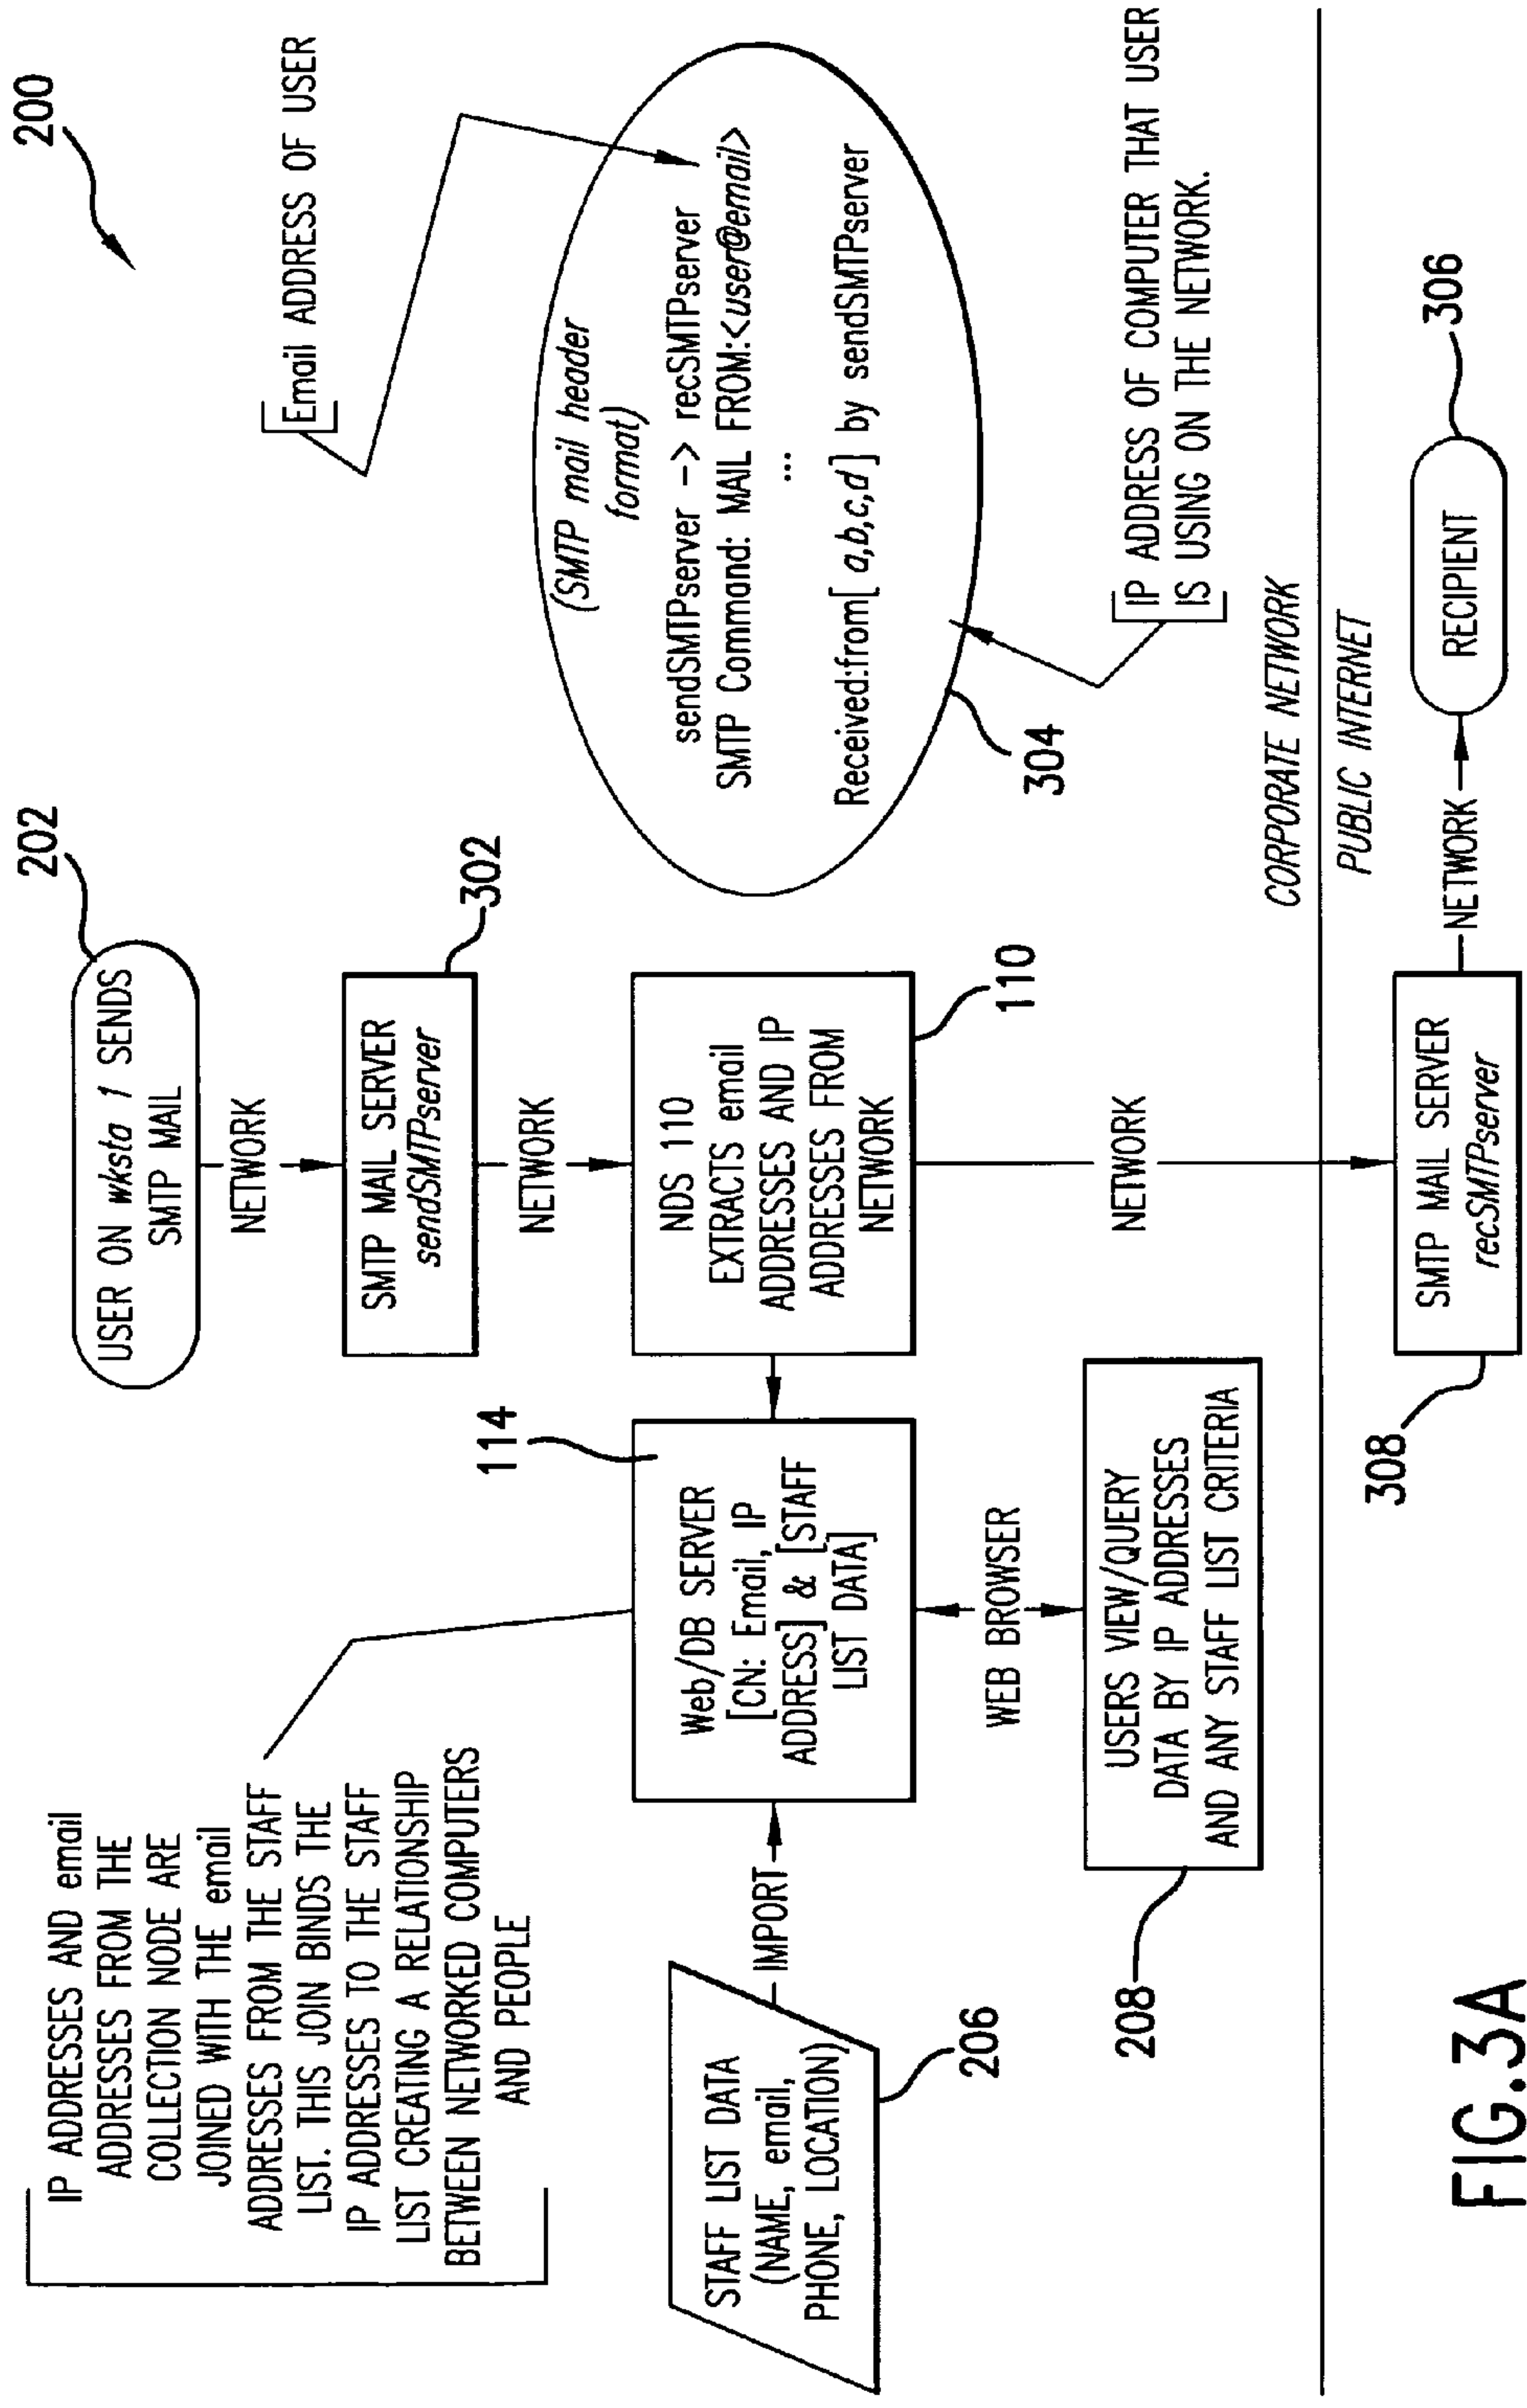 200
202
USER ON wksta 1 SENDS
SMTP MAIL
NETWORK
302
SMTP MAIL SERVER
sendSMTPserver
NETWORK
NDS 110
EXTRACTS email
ADDRESSES AND IP
ADDRESSES FROM
NETWORK
110
NETWORK
IP ADDRESSES AND email
ADDRESSES FROM THE
COLLECTION NODE ARE
JOINED WITH THE email
ADDRESSES FROM THE STAFF
LIST. THIS JOIN BINDS THE
IP ADDRESSES TO THE STAFF
LIST CREATING A RELATIONSHIP
BETWEEN NETWORKED COMPUTERS
AND PEOPLE
114
Web/DB SERVER
[CN: Email, IP
ADDRESS] & [STAFF
LIST DATA]
STAFF LIST DATA
(NAME, email,
PHONE, LOCATION)
206
IMPORT
WEB BROWSER
USERS VIEW/QUERY
DATA BY IP ADDRESSES
AND ANY STAFF LIST CRITERIA
208
Email ADDRESS OF USER
(SMTP mail header
format)
sendSMTPserver -> recSMTPserver
SMTP Command: MAIL FROM:<user@email>
...
Received:from[ a,b,c,d] by sendSMTPserver
304
IP ADDRESS OF COMPUTER THAT USER
IS USING ON THE NETWORK.
CORPORATE NETWORK
PUBLIC INTERNET
308
SMTP MAIL SERVER
recSMTPserver
NETWORK
RECIPIENT
306
FIG.3A